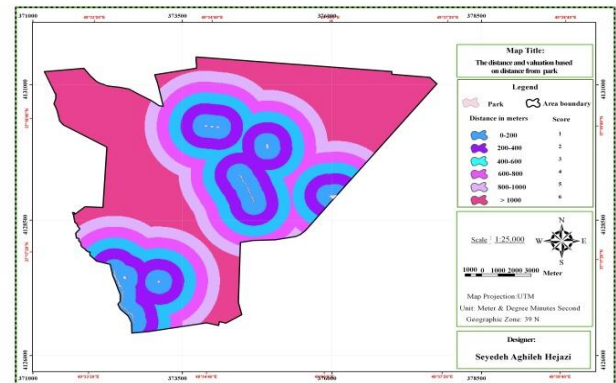 371000 373500 376000 378500
Map Title:
The distance and valuation based
on distance from park
Legend
Park Area boundary
Distance in meters Score
0-200 1
200-400 2
400-600 3
600-800 4
800-1000 5
> 1000 6
N
W E
S
Scale : 1:25,000
1000 0 1000 2000 3000
Meter
Map Projection:UTM
Unit: Meter & Degree Minutes Second
Geographic Zone: 39 N
Designer:
Seyedeh Aghileh Hejazi
4131000 4131000
4128500 4128500
4126000 4126000
371000 373500 376000 378500